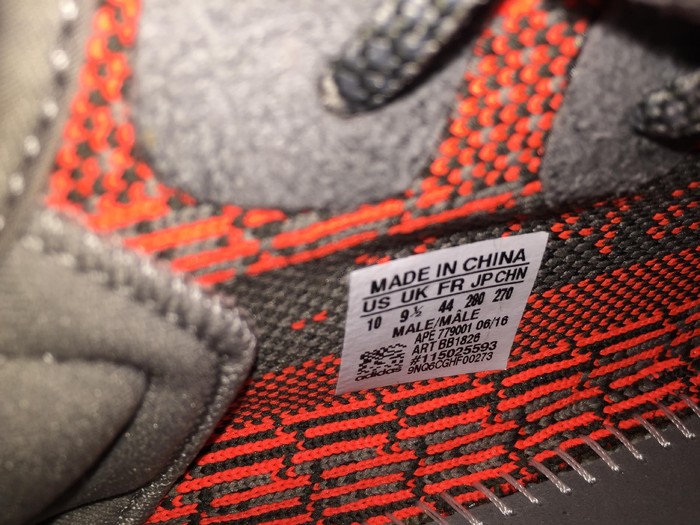 MADE IN CHINA
US UK FR JP CHN
10 9½ 44 280 270
MALE/MÂLE
APE 779001 06/16
ART BB1826
#115025593
9NQ6CGHF00273
adidas